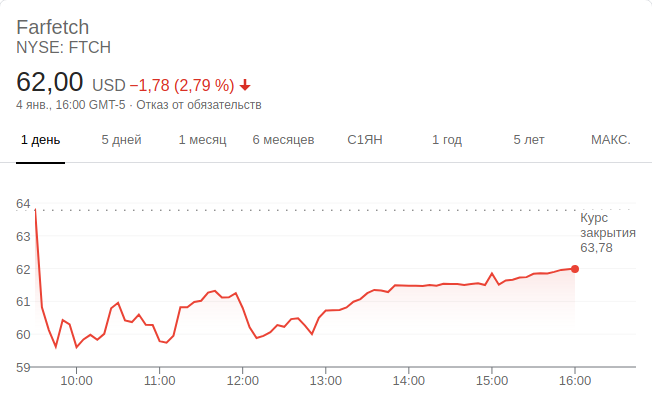 Farfetch
NYSE: FTCH
62,00 USD −1,78 (2,79 %)
4 янв., 16:00 GMT-5 · Отказ от обязательств
1 день 5 дней 1 месяц 6 месяцев С1ЯН 1 год 5 лет МАКС.
64
Курс
закрытия
63,78
63
62
61
60
59
10:00 11:00 12:00 13:00 14:00 15:00 16:00